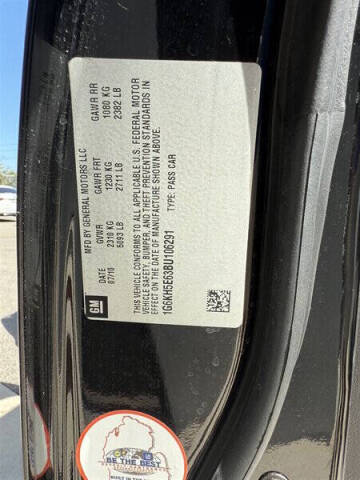 MFD BY GENERAL MOTORS LLC
DATE GVWR GAWR FRT GAWR RR
07/10 2310 KG 1230 KG 1080 KG
5093 LB 2711 LB 2382 LB
THIS VEHICLE CONFORMS TO ALL APPLICABLE U.S. FEDERAL MOTOR
VEHICLE SAFETY, BUMPER, AND THEFT PREVENTION STANDARDS IN
EFFECT ON THE DATE OF MANUFACTURE SHOWN ABOVE.
1G6KH5E63BU106291 TYPE: PASS CAR
GM
BE THE BEST